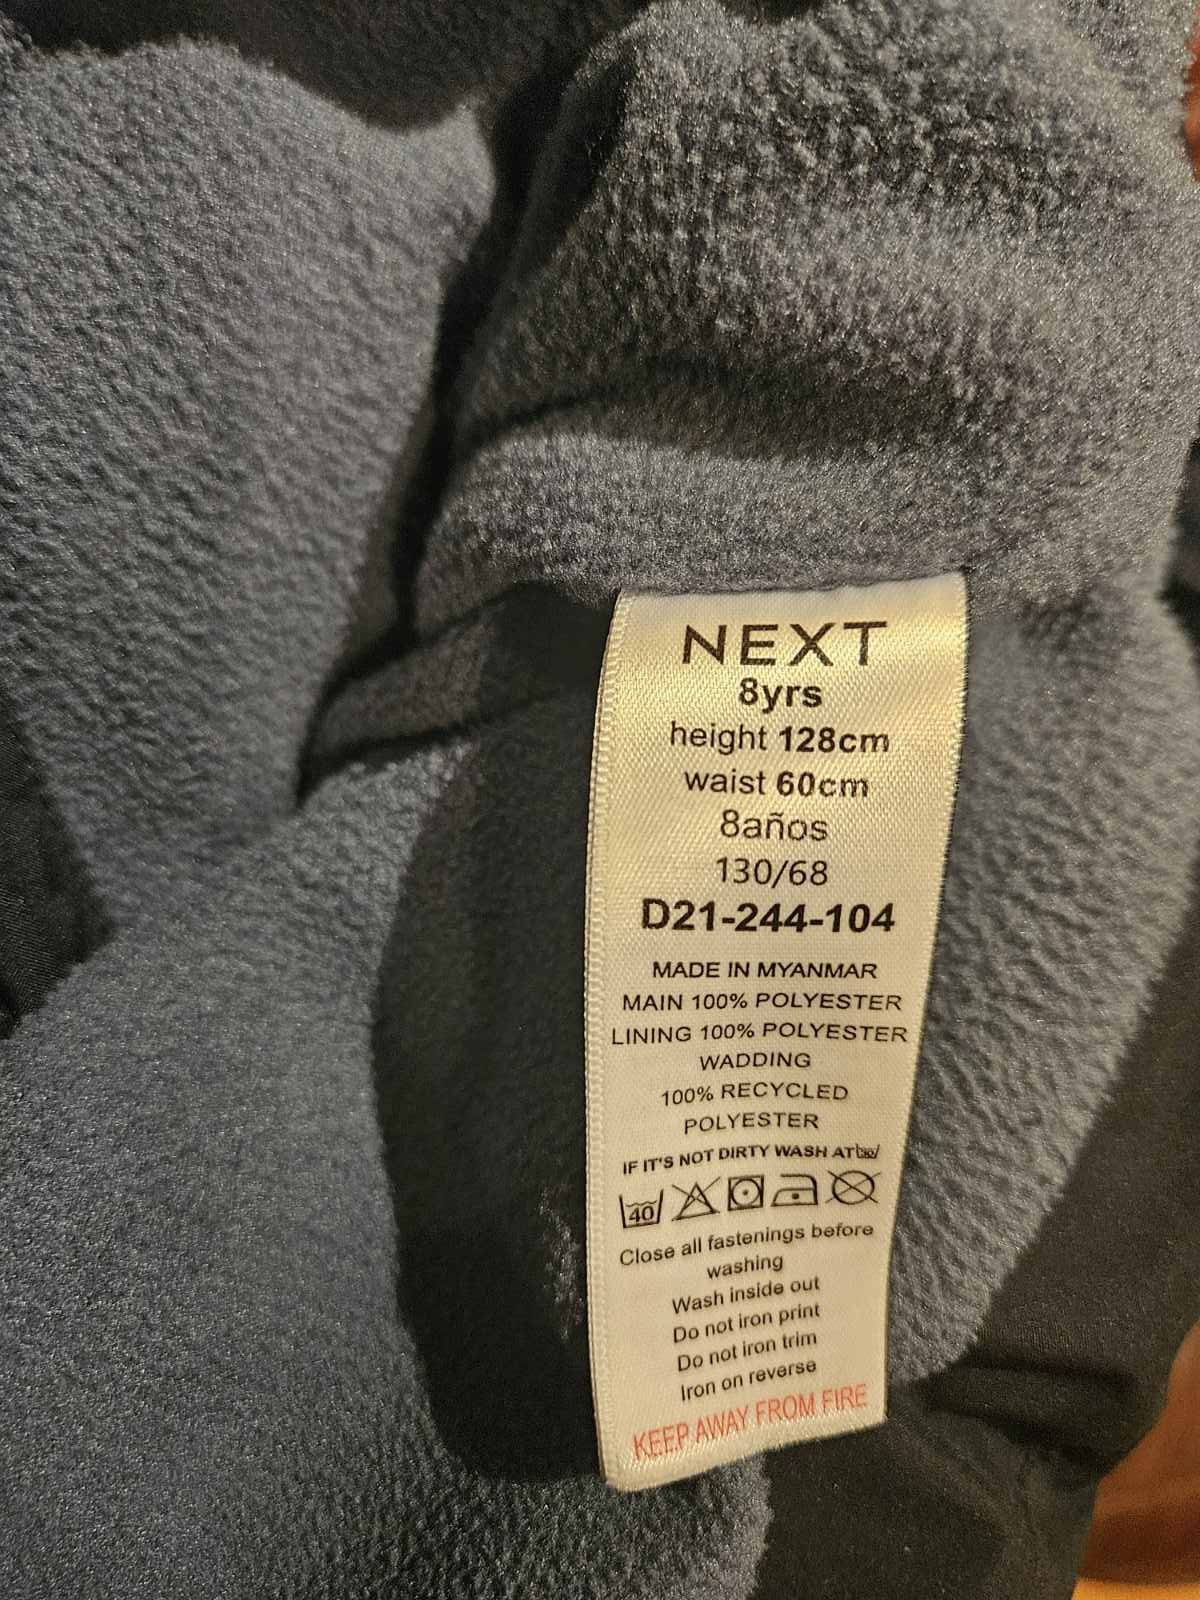 NEXT
8yrs
height 128cm
waist 60cm
8años
130/68
D21-244-104
MADE IN MYANMAR
MAIN 100% POLYESTER
LINING 100% POLYESTER
WADDING
100% RECYCLED
POLYESTER
IF IT'S NOT DIRTY WASH AT 30
40
Close all fastenings before
washing
Wash inside out
Do not iron print
Do not iron trim
Iron on reverse
KEEP AWAY FROM FIRE